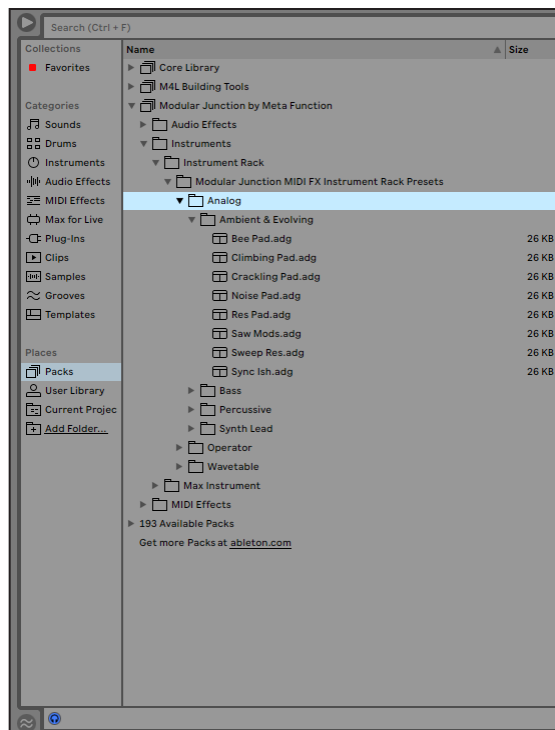 Search (Ctrl + F)
Collections
Favorites
Categories
Sounds
Drums
Instruments
Audio Effects
MIDI Effects
Max for Live
Plug-Ins
Clips
Samples
Grooves
Templates
Places
Packs
User Library
Current Projec
Add Folder...
Name Size
Core Library
M4L Building Tools
Modular Junction by Meta Function
Audio Effects
Instruments
Instrument Rack
Modular Junction MIDI FX Instrument Rack Presets
Analog
Ambient & Evolving
Bee Pad.adg 26 KB
Climbing Pad.adg 26 KB
Crackling Pad.adg 26 KB
Noise Pad.adg 26 KB
Res Pad.adg 26 KB
Saw Mods.adg 26 KB
Sweep Res.adg 26 KB
Sync Ish.adg 26 KB
Bass
Percussive
Synth Lead
Operator
Wavetable
Max Instrument
MIDI Effects
193 Available Packs
Get more Packs at ableton.com